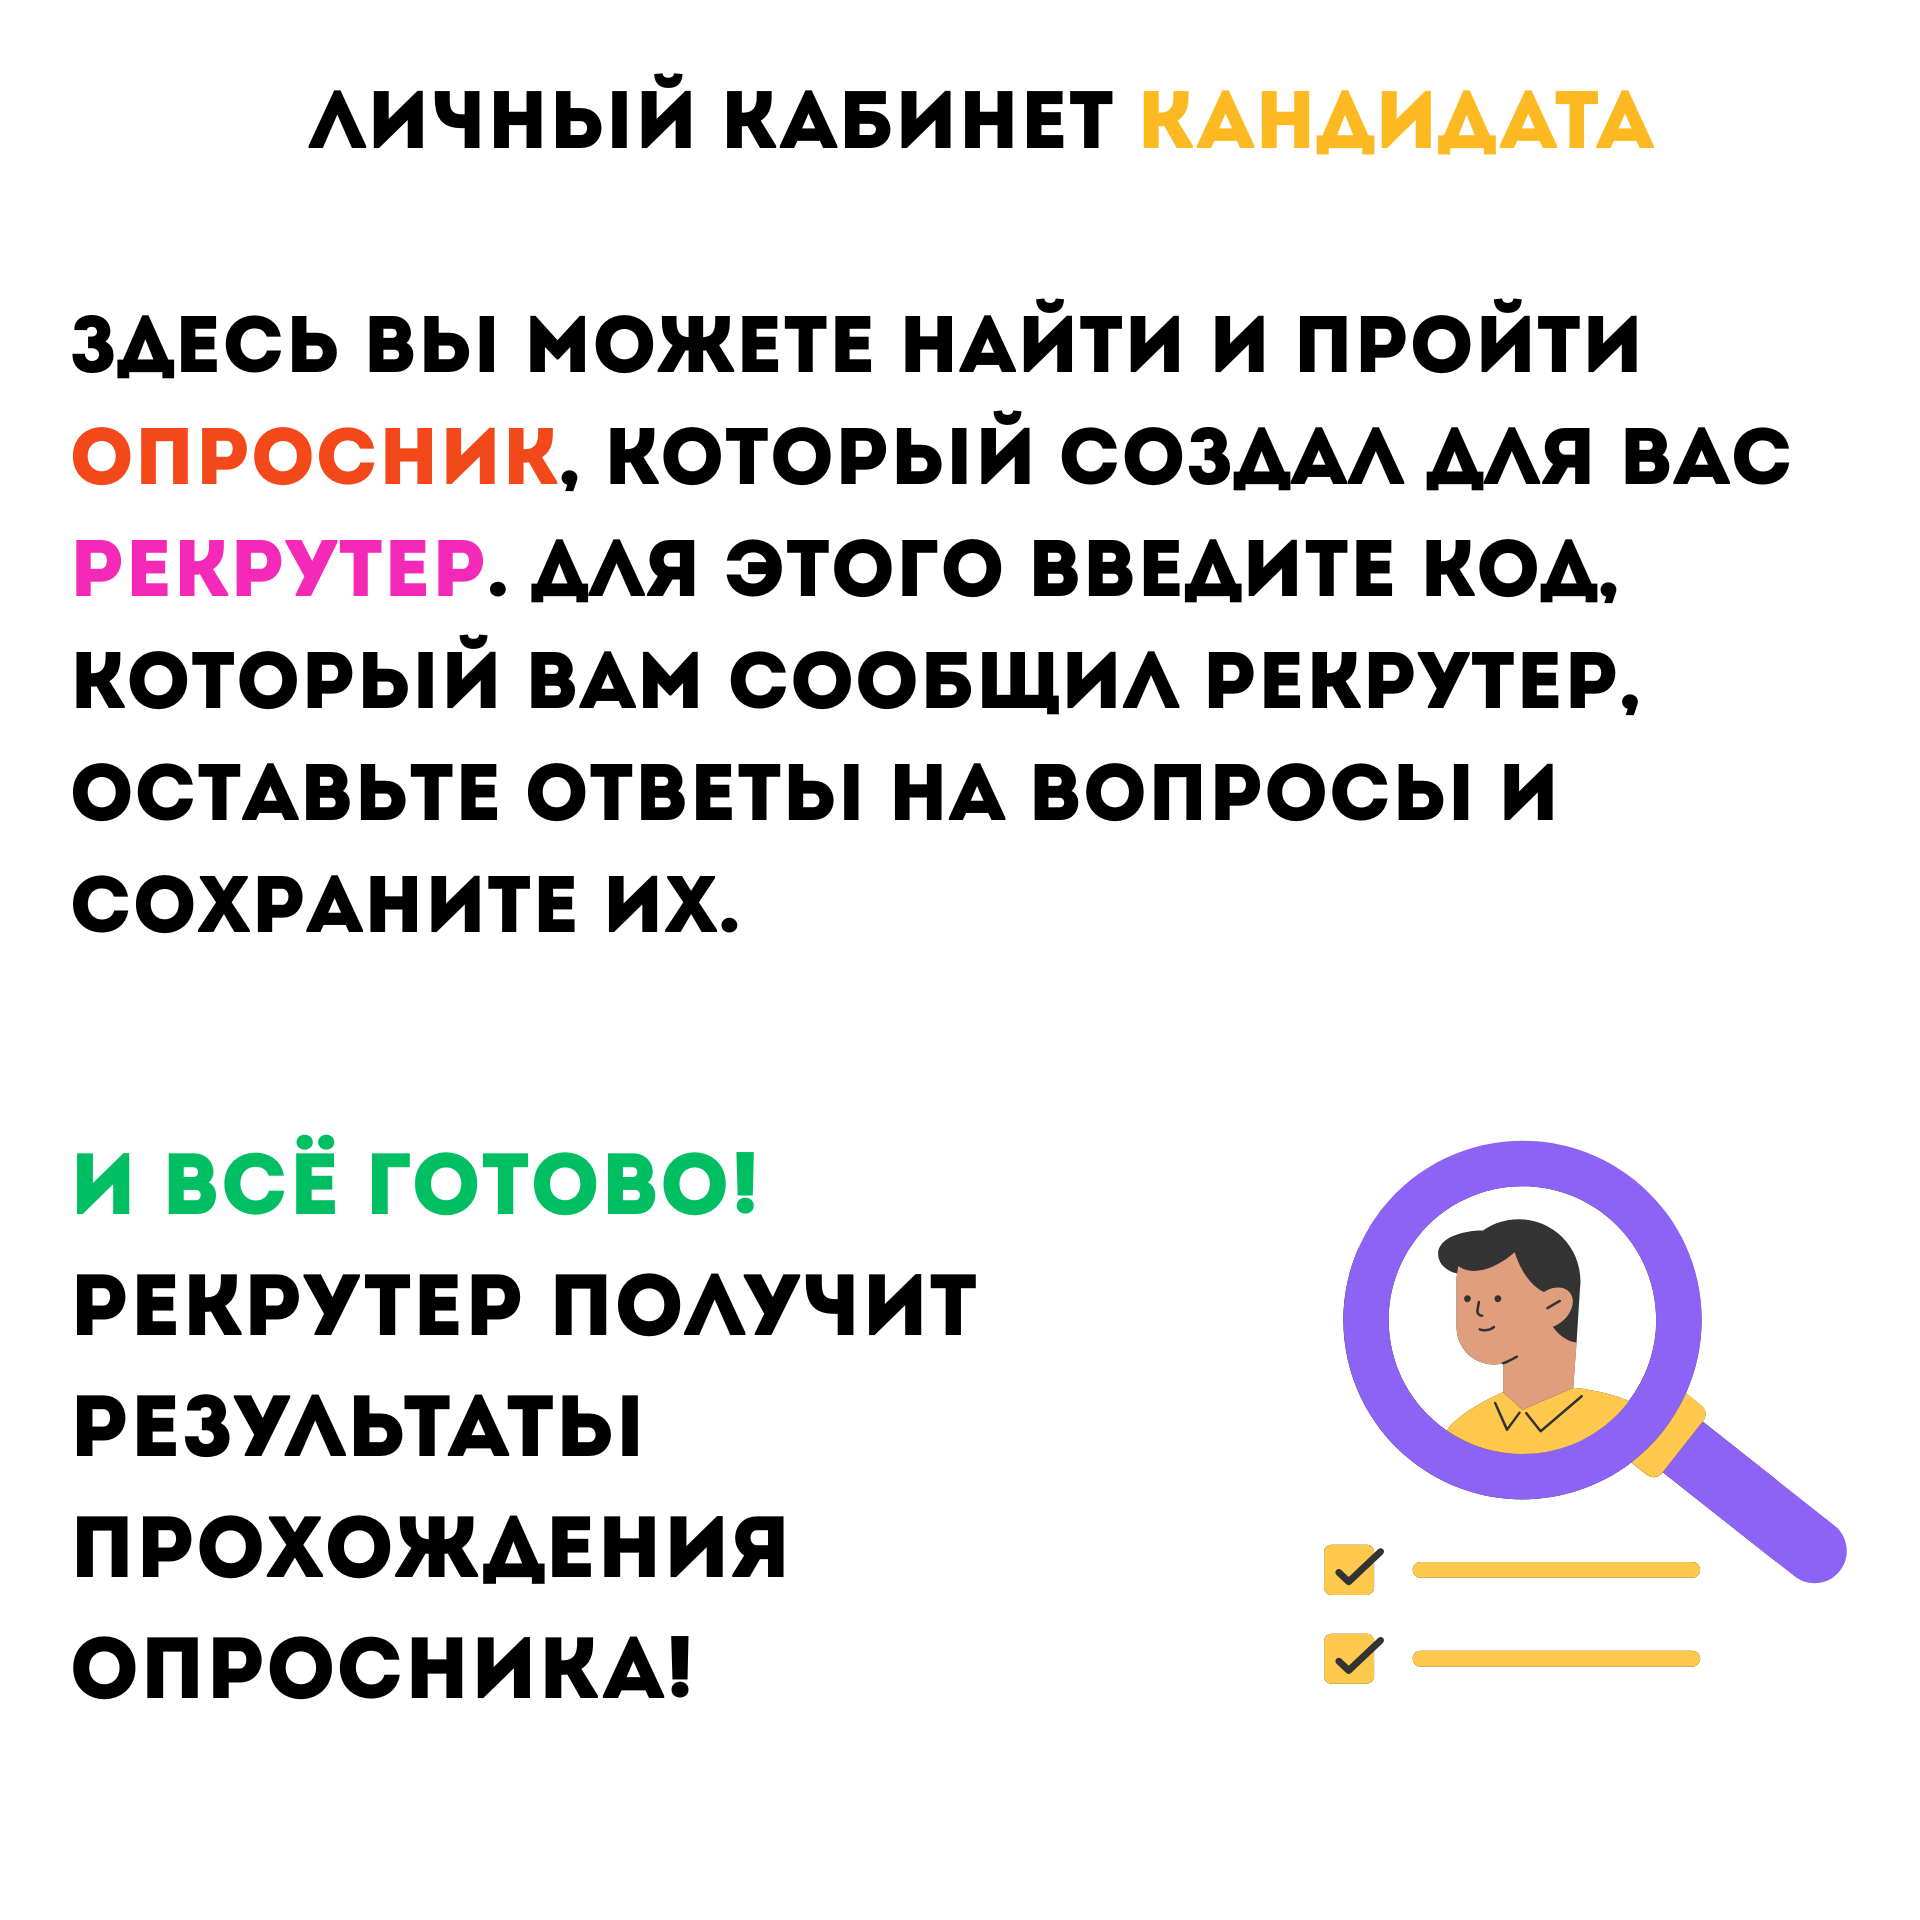 ЛИЧНЫЙ КАБИНЕТ КАНДИДАТА
ЗДЕСЬ ВЫ МОЖЕТЕ НАЙТИ И ПРОЙТИ
ОПРОСНИК, КОТОРЫЙ СОЗДАЛ ДЛЯ ВАС
РЕКРУТЕР. ДЛЯ ЭТОГО ВВЕДИТЕ КОД,
КОТОРЫЙ ВАМ СООБЩИЛ РЕКРУТЕР,
ОСТАВЬТЕ ОТВЕТЫ НА ВОПРОСЫ И
СОХРАНИТЕ ИХ.
И ВСЁ ГОТОВО!
РЕКРУТЕР ПОЛУЧИТ
РЕЗУЛЬТАТЫ
ПРОХОЖДЕНИЯ
ОПРОСНИКА!